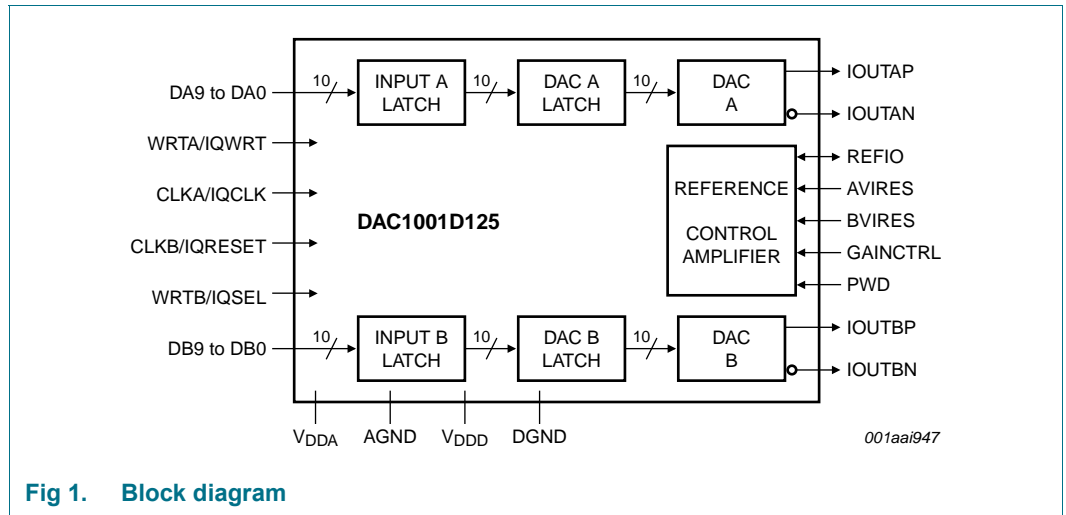 DA9 to DA0
10
INPUT A
LATCH
10
DAC A
LATCH
10
DAC
A
IOUTAP
IOUTAN
WRTA/IQWRT
CLKA/IQCLK
CLKB/IQRESET
WRTB/IQSEL
DAC1001D125
REFERENCE
CONTROL
AMPLIFIER
REFIO
AVIRES
BVIRES
GAINCTRL
PWD
DB9 to DB0
10
INPUT B
LATCH
10
DAC B
LATCH
10
DAC
B
IOUTBP
IOUTBN
VDDA
AGND
VDDD
DGND
001aai947
Fig 1. Block diagram